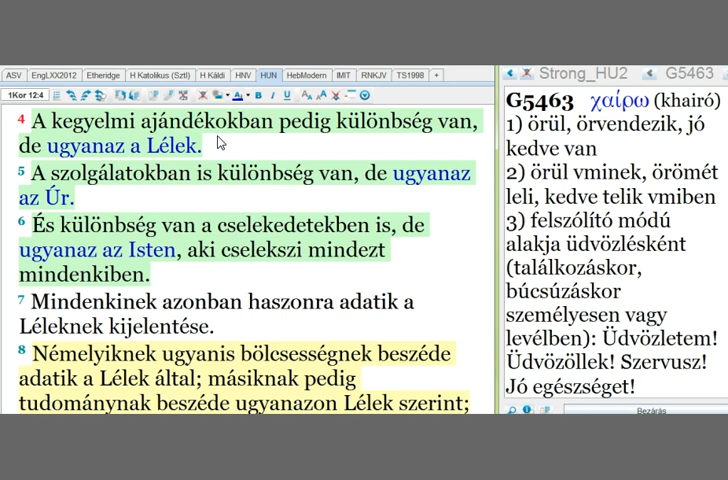 ASV EngLXX2012 Etheridge H Katolikus (Sztl) H Káldi HNV HUN HebModern IMIT RNKJV TS1998 +
1Kor 12:4
4 A kegyelmi ajándékokban pedig különbség van,
de ugyanaz a Lélek.
5 A szolgálatokban is különbség van, de ugyanaz
az Úr.
6 És különbség van a cselekedetekben is, de
ugyanaz az Isten, aki cselekszi mindezt
mindenkiben.
7 Mindenkinek azonban haszonra adatik a
Léleknek kijelentése.
8 Némelyiknek ugyanis bölcsességnek beszéde
adatik a Lélek által; másiknak pedig
tudománynak beszéde ugyanazon Lélek szerint;
Strong_HU2 G5463
G5463 χαίρω (khairó)
1) örül, örvendezik, jó
kedve van
2) örül vminek, örömét
leli, kedve telik vmiben
3) felszólító módú
alakja üdvözlésként
(találkozáskor,
búcsúzáskor
személyesen vagy
levélben): Üdvözletem!
Üdvözöllek! Szervusz!
Jó egészséget!
Bezárás